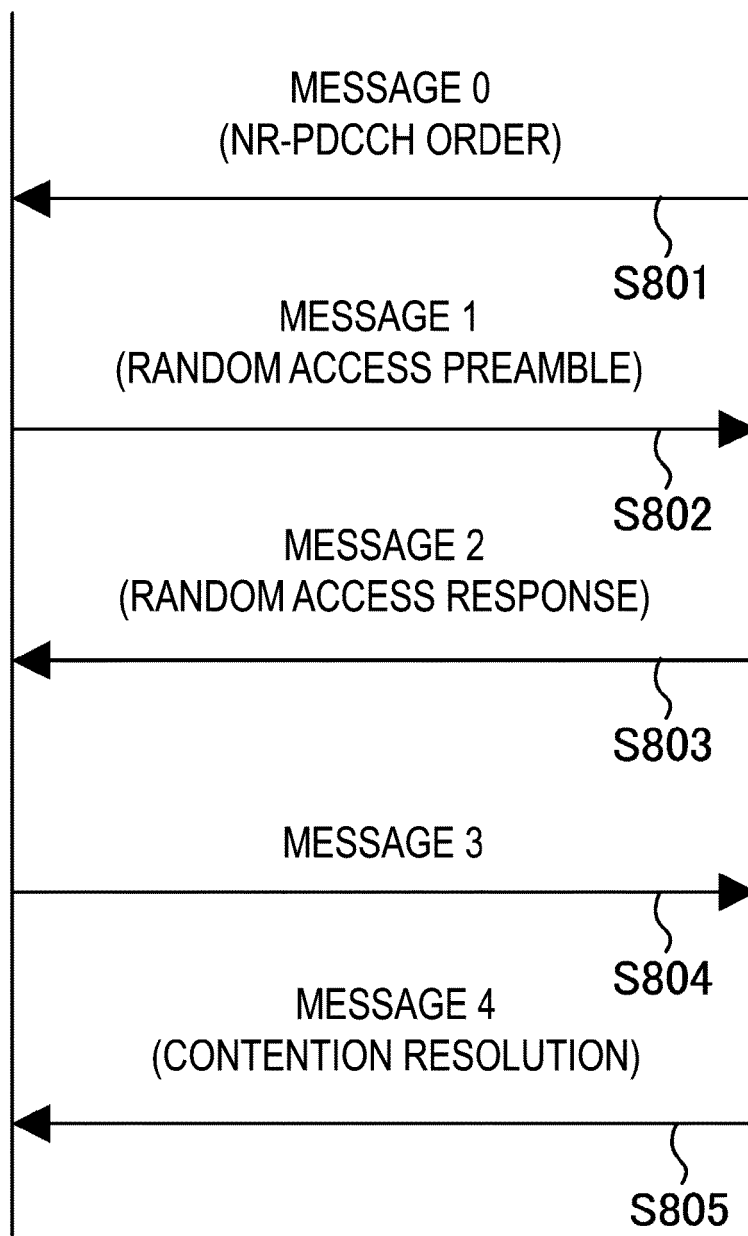 MESSAGE 0
(NR-PDCCH ORDER)
S801
MESSAGE 1
(RANDOM ACCESS PREAMBLE)
S802
MESSAGE 2
(RANDOM ACCESS RESPONSE)
S803
MESSAGE 3
S804
MESSAGE 4
(CONTENTION RESOLUTION)
S805